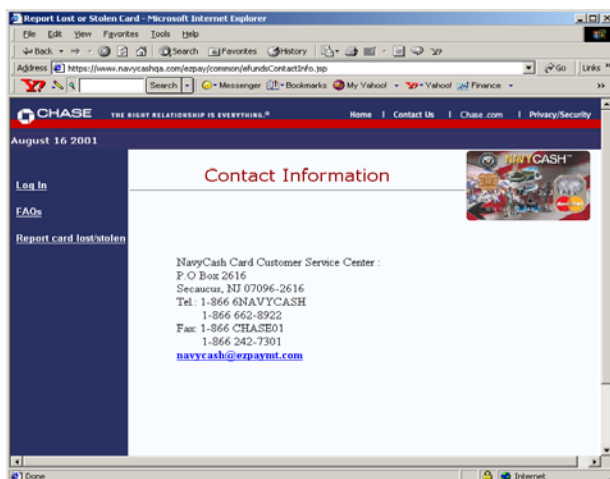 Report Lost or Stolen Card - Microsoft Internet Explorer
File Edit View Favorites Tools Help
Back Search Favorites History
Address https://www.navycashqa.com/ezpay/common/efundsContactInfo.jsp Go Links »
Y? Search Messenger Bookmarks My Yahoo! Yahoo! Finance »
CHASE THE RIGHT RELATIONSHIP IS EVERYTHING.® Home | Contact Us | Chase.com | Privacy/Security
August 16 2001
NAVYCASH™
Contact Information
Log In
FAQs
Report card lost/stolen
NavyCash Card Customer Service Center :
P.O Box 2616
Secaucus, NJ 07096-2616
Tel.: 1-866 6NAVYCASH
1-866 662-8922
Fax: 1-866 CHASE01
1-866 242-7301
navycash@ezpaymt.com
MasterCard
Done Internet